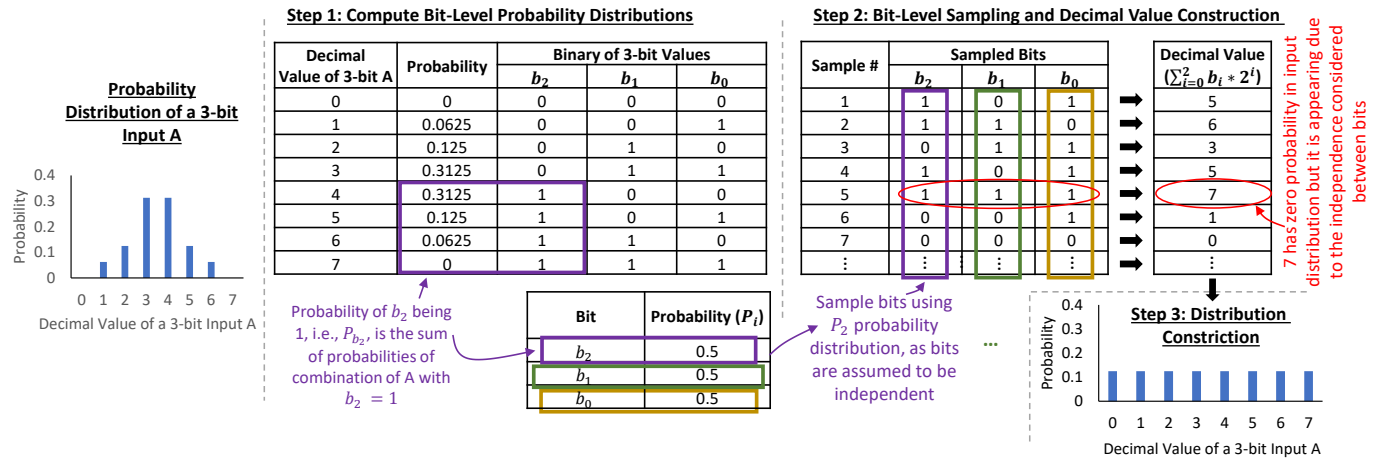 Probability
Distribution of a 3-bit
Input A
Probability
0.4
0.3
0.2
0.1
0
0 1 2 3 4 5 6 7
Decimal Value of a 3-bit Input A
Step 1: Compute Bit-Level Probability Distributions
Decimal Value of 3-bit A Probability Binary of 3-bit Values
b₂ b₁ b₀
0 0 0 0 0
1 0.0625 0 0 1
2 0.125 0 1 0
3 0.3125 0 1 1
4 0.3125 1 0 0
5 0.125 1 0 1
6 0.0625 1 1 0
7 0 1 1 1
Probability of b₂ being
1, i.e., P_b₂, is the sum
of probabilities of
combination of A with
b₂ = 1
Bit Probability (Pᵢ)
b₂ 0.5
b₁ 0.5
b₀ 0.5
Step 2: Bit-Level Sampling and Decimal Value Construction
Sample # Sampled Bits
b₂ b₁ b₀
Decimal Value
(∑²ᵢ₌₀ bᵢ * 2ⁱ)
1 1 0 1 5
2 1 1 0 6
3 0 1 1 3
4 1 0 1 5
5 1 1 1 7
6 0 0 1 1
7 0 0 0 0
⋮ ⋮ ⋮ ⋮ ⋮ ⋮
7 has zero probability in input
distribution but it is appearing due
to the independence considered
between bits
Sample bits using
P₂ probability
distribution, as bits
are assumed to be
independent
...
Step 3: Distribution
Constriction
Probability
0.4
0.3
0.2
0.1
0
0 1 2 3 4 5 6 7
Decimal Value of a 3-bit Input A